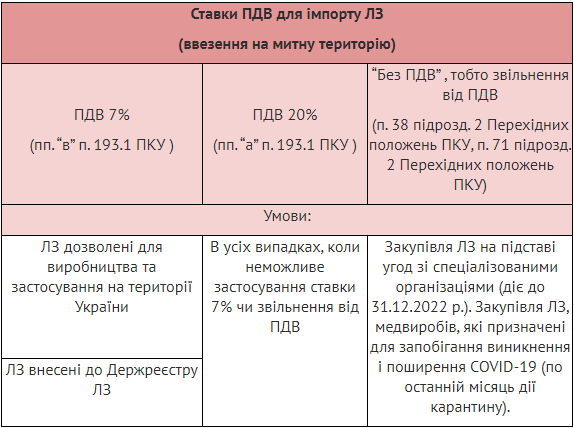 Ставки ПДВ для імпорту ЛЗ
(ввезення на митну територію)
ПДВ 7%
(пп. “в” п. 193.1 ПКУ )
ПДВ 20%
(пп. “а” п. 193.1 ПКУ )
“Без ПДВ” , тобто звільнення
від ПДВ
(п. 38 підрозд. 2 Перехідних
положень ПКУ, п. 71 підрозд.
2 Перехідних положень
ПКУ)
Умови:
ЛЗ дозволені для
виробництва та
застосування на території
України
ЛЗ внесені до Держреєстру
ЛЗ
В усіх випадках, коли
неможливе
застосування ставки
7% чи звільнення від
ПДВ
Закупівля ЛЗ на підставі
угод зі спеціалізованими
організаціями (діє до
31.12.2022 р.). Закупівля ЛЗ,
медвиробів, які призначені
для запобігання виникнення
і поширення COVID-19 (по
останній місяць дії
карантину).